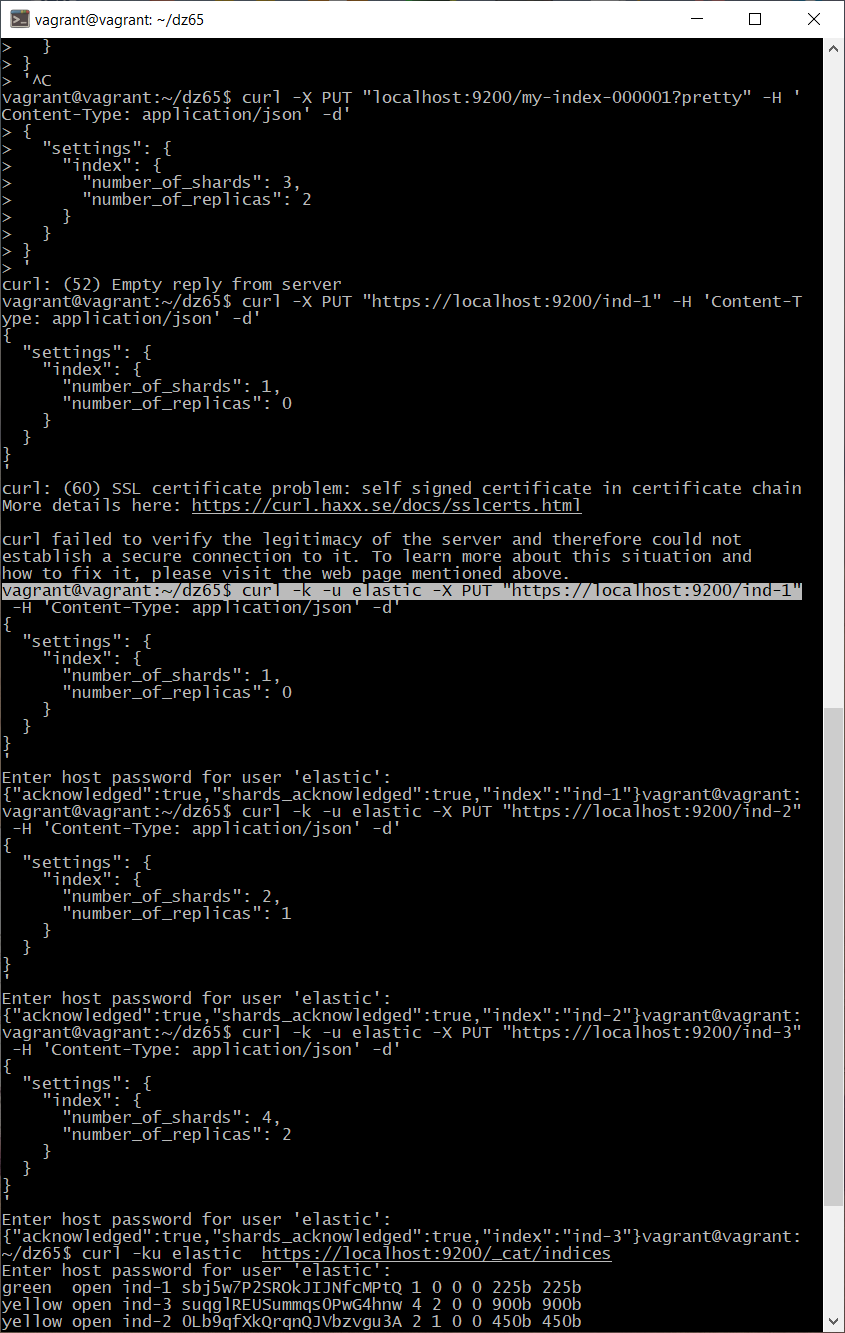 vagrant@vagrant: ~/dz65
>   }
> }
> '^C
vagrant@vagrant:~/dz65$ curl -X PUT "localhost:9200/my-index-000001?pretty" -H '
Content-Type: application/json' -d'
> {
>   "settings": {
>     "index": {
>       "number_of_shards": 3,
>       "number_of_replicas": 2
>     }
>   }
> }
> '
curl: (52) Empty reply from server
vagrant@vagrant:~/dz65$ curl -X PUT "https://localhost:9200/ind-1" -H 'Content-T
ype: application/json' -d'
{
  "settings": {
    "index": {
      "number_of_shards": 1,
      "number_of_replicas": 0
    }
  }
}
'
curl: (60) SSL certificate problem: self signed certificate in certificate chain
More details here: https://curl.haxx.se/docs/sslcerts.html

curl failed to verify the legitimacy of the server and therefore could not
establish a secure connection to it. To learn more about this situation and
how to fix it, please visit the web page mentioned above.
vagrant@vagrant:~/dz65$ curl -k -u elastic -X PUT "https://localhost:9200/ind-1"
 -H 'Content-Type: application/json' -d'
{
  "settings": {
    "index": {
      "number_of_shards": 1,
      "number_of_replicas": 0
    }
  }
}
'
Enter host password for user 'elastic':
{"acknowledged":true,"shards_acknowledged":true,"index":"ind-1"}vagrant@vagrant:
vagrant@vagrant:~/dz65$ curl -k -u elastic -X PUT "https://localhost:9200/ind-2"
 -H 'Content-Type: application/json' -d'
{
  "settings": {
    "index": {
      "number_of_shards": 2,
      "number_of_replicas": 1
    }
  }
}
'
Enter host password for user 'elastic':
{"acknowledged":true,"shards_acknowledged":true,"index":"ind-2"}vagrant@vagrant:
vagrant@vagrant:~/dz65$ curl -k -u elastic -X PUT "https://localhost:9200/ind-3"
 -H 'Content-Type: application/json' -d'
{
  "settings": {
    "index": {
      "number_of_shards": 4,
      "number_of_replicas": 2
    }
  }
}
'
Enter host password for user 'elastic':
{"acknowledged":true,"shards_acknowledged":true,"index":"ind-3"}vagrant@vagrant:
~/dz65$ curl -ku elastic  https://localhost:9200/_cat/indices
Enter host password for user 'elastic':
green  open ind-1 sbj5w7P2SROkJIJNfcMPtQ 1 0 0 0 225b 225b
yellow open ind-3 suqglREUSummqsOPwG4hnw 4 2 0 0 900b 900b
yellow open ind-2 OLb9qfXkQrqnQJVbzvgu3A 2 1 0 0 450b 450b